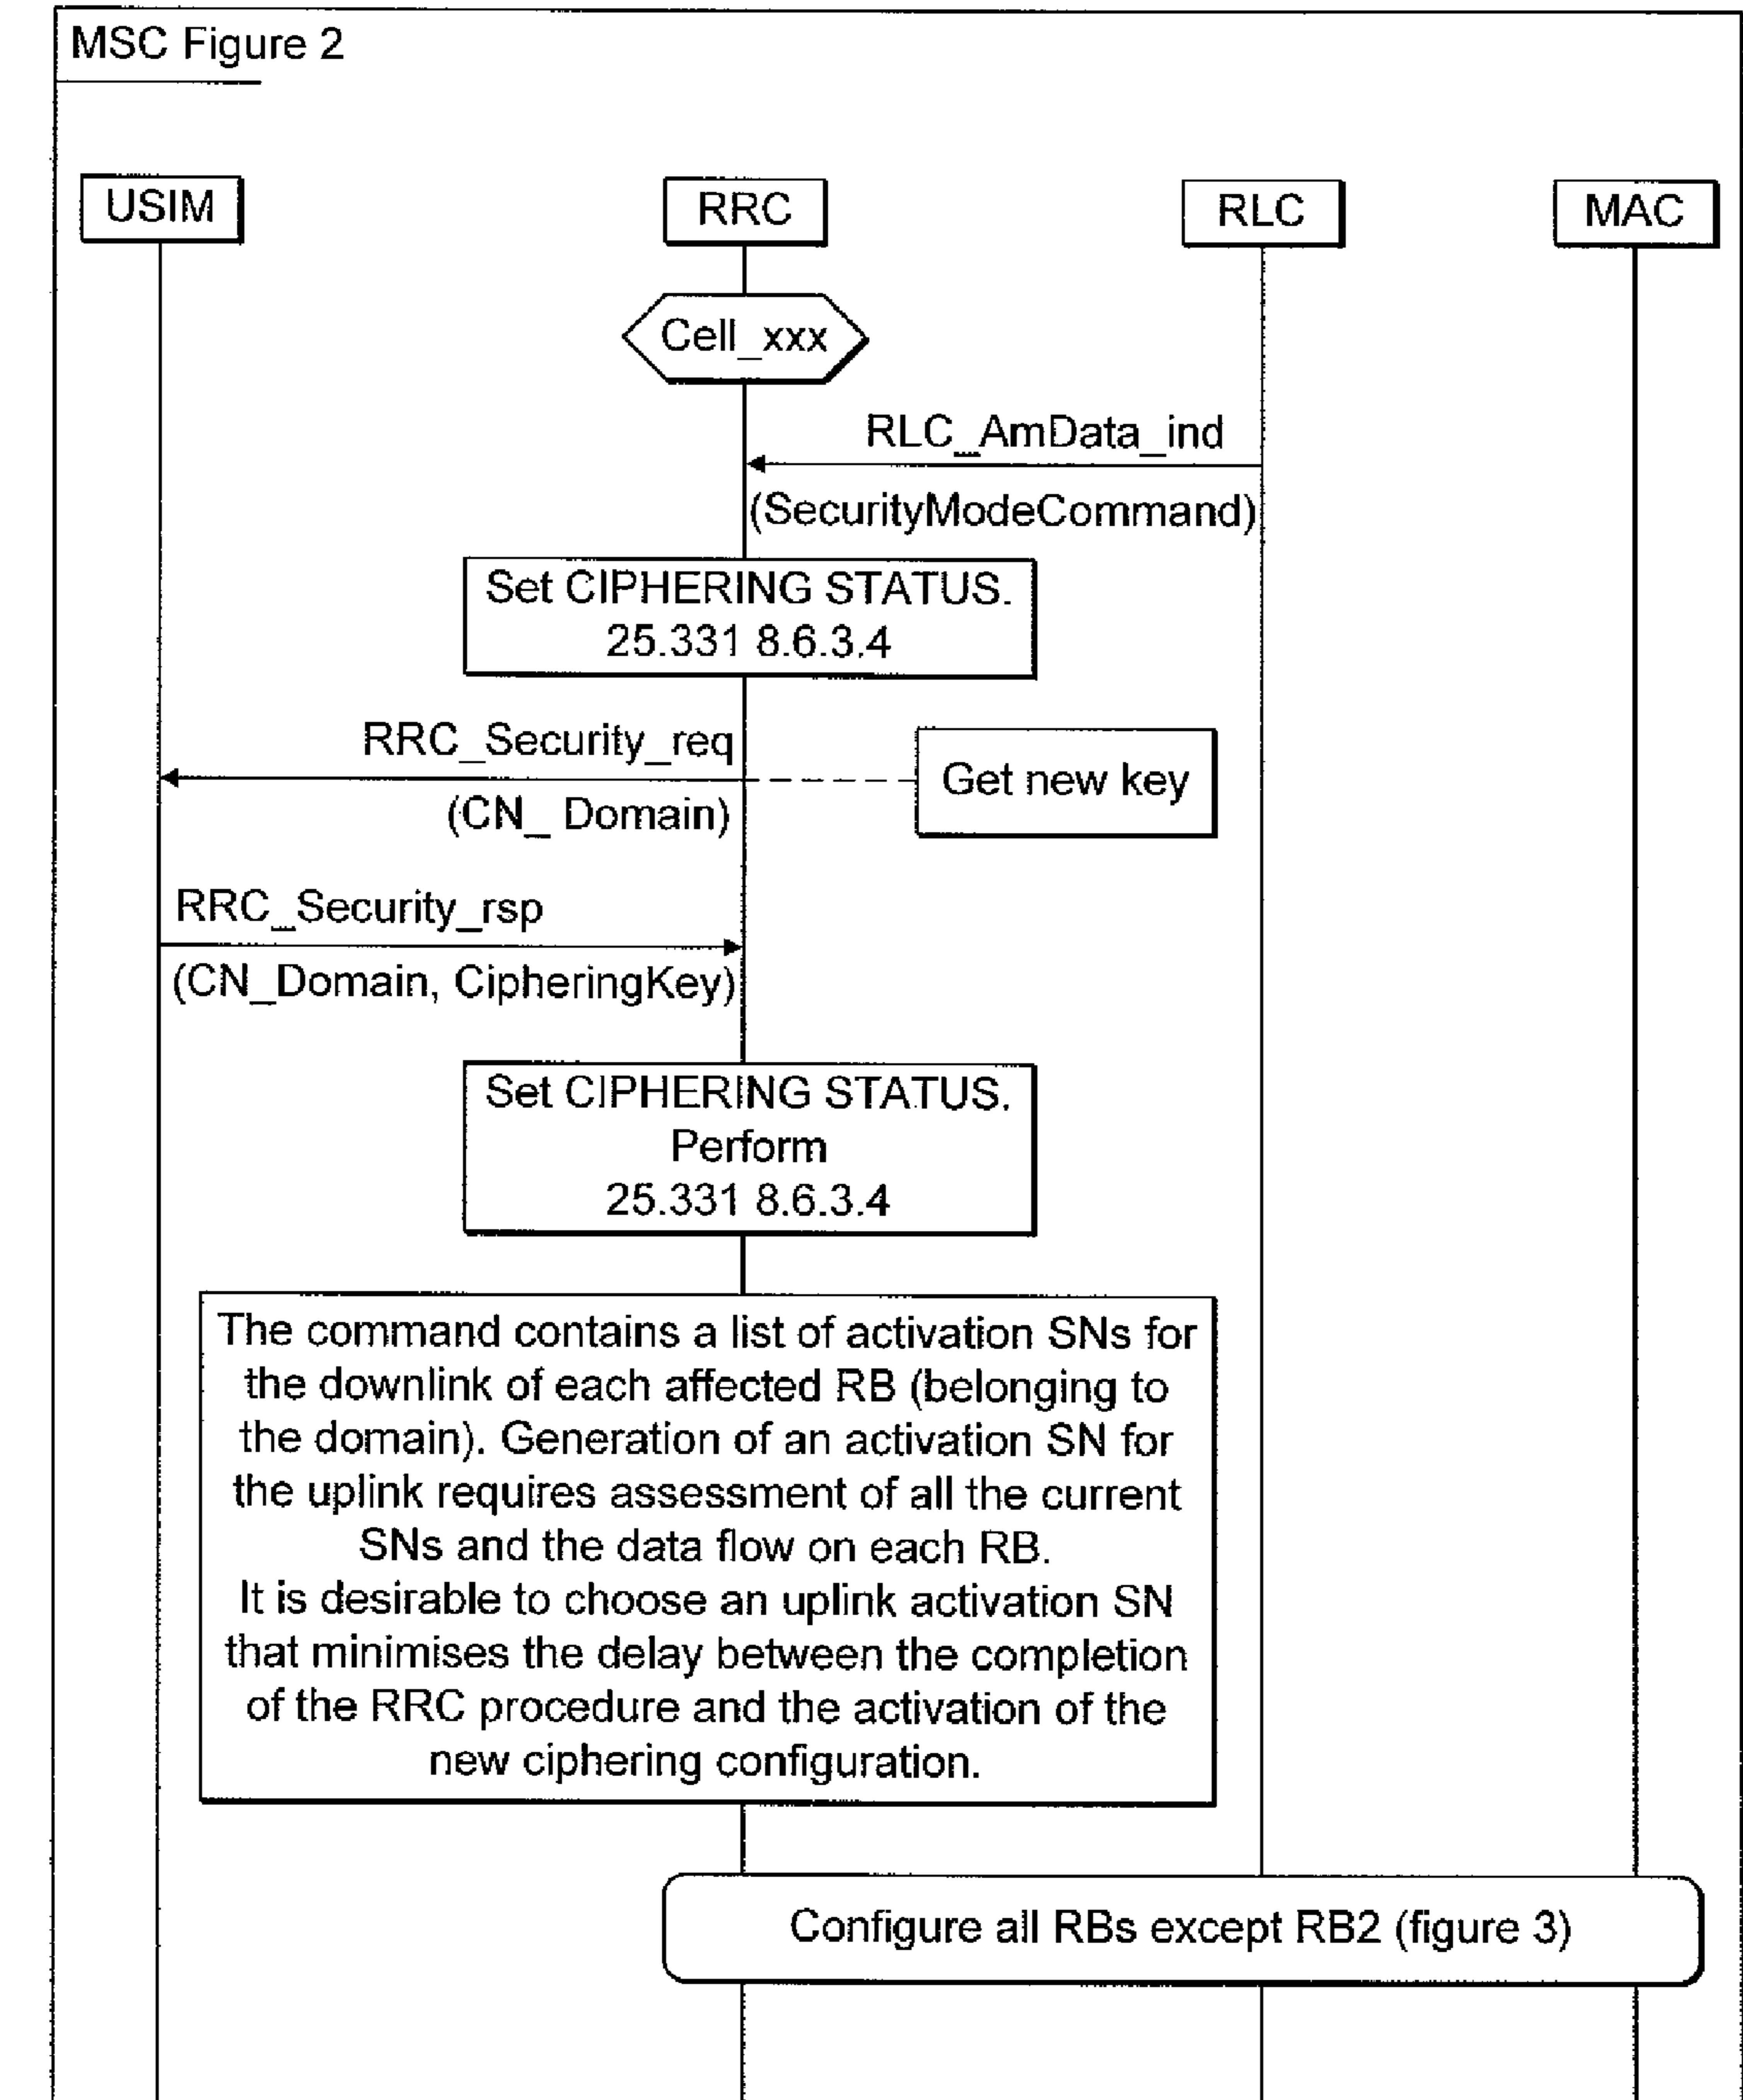 MSC Figure 2
USIM
RRC
RLC
MAC
Cell_xxx
RLC_AmData_ind
(SecurityModeCommand)
Set CIPHERING STATUS.
25.331 8.6.3.4
RRC_Security_req
Get new key
(CN_ Domain)
RRC_Security_rsp
(CN_Domain, CipheringKey)
Set CIPHERING STATUS.
Perform
25.331 8.6.3.4
The command contains a list of activation SNs for
the downlink of each affected RB (belonging to
the domain). Generation of an activation SN for
the uplink requires assessment of all the current
SNs and the data flow on each RB.
It is desirable to choose an uplink activation SN
that minimises the delay between the completion
of the RRC procedure and the activation of the
new ciphering configuration.
Configure all RBs except RB2 (figure 3)